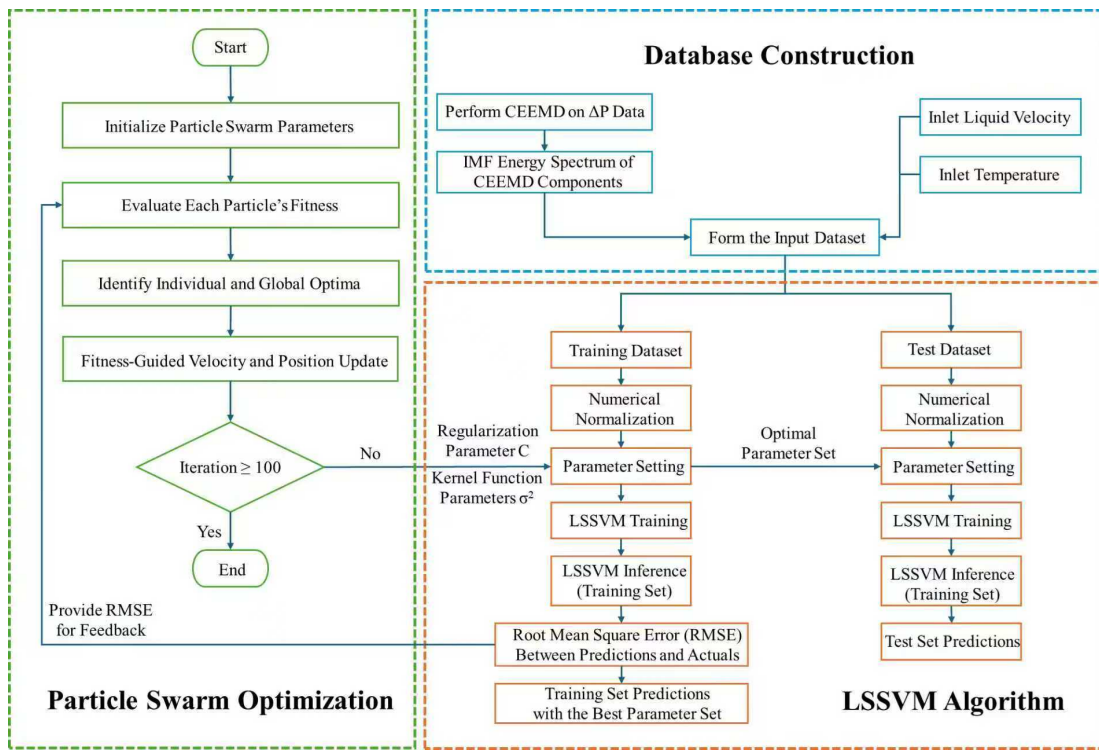 Start
Initialize Particle Swarm Parameters
Evaluate Each Particle's Fitness
Identify Individual and Global Optima
Fitness-Guided Velocity and Position Update
Iteration ≥ 100
No
Yes
End
Provide RMSE
for Feedback
Particle Swarm Optimization
Database Construction
Perform CEEMD on ΔP Data
IMF Energy Spectrum of
CEEMD Components
Inlet Liquid Velocity
Inlet Temperature
Form the Input Dataset
Training Dataset
Numerical
Normalization
Regularization
Parameter C
Kernel Function
Parameters σ²
Parameter Setting
LSSVM Training
LSSVM Inference
(Training Set)
Root Mean Square Error (RMSE)
Between Predictions and Actuals
Training Set Predictions
with the Best Parameter Set
Optimal
Parameter Set
Test Dataset
Numerical
Normalization
Parameter Setting
LSSVM Training
LSSVM Inference
(Training Set)
Test Set Predictions
LSSVM Algorithm